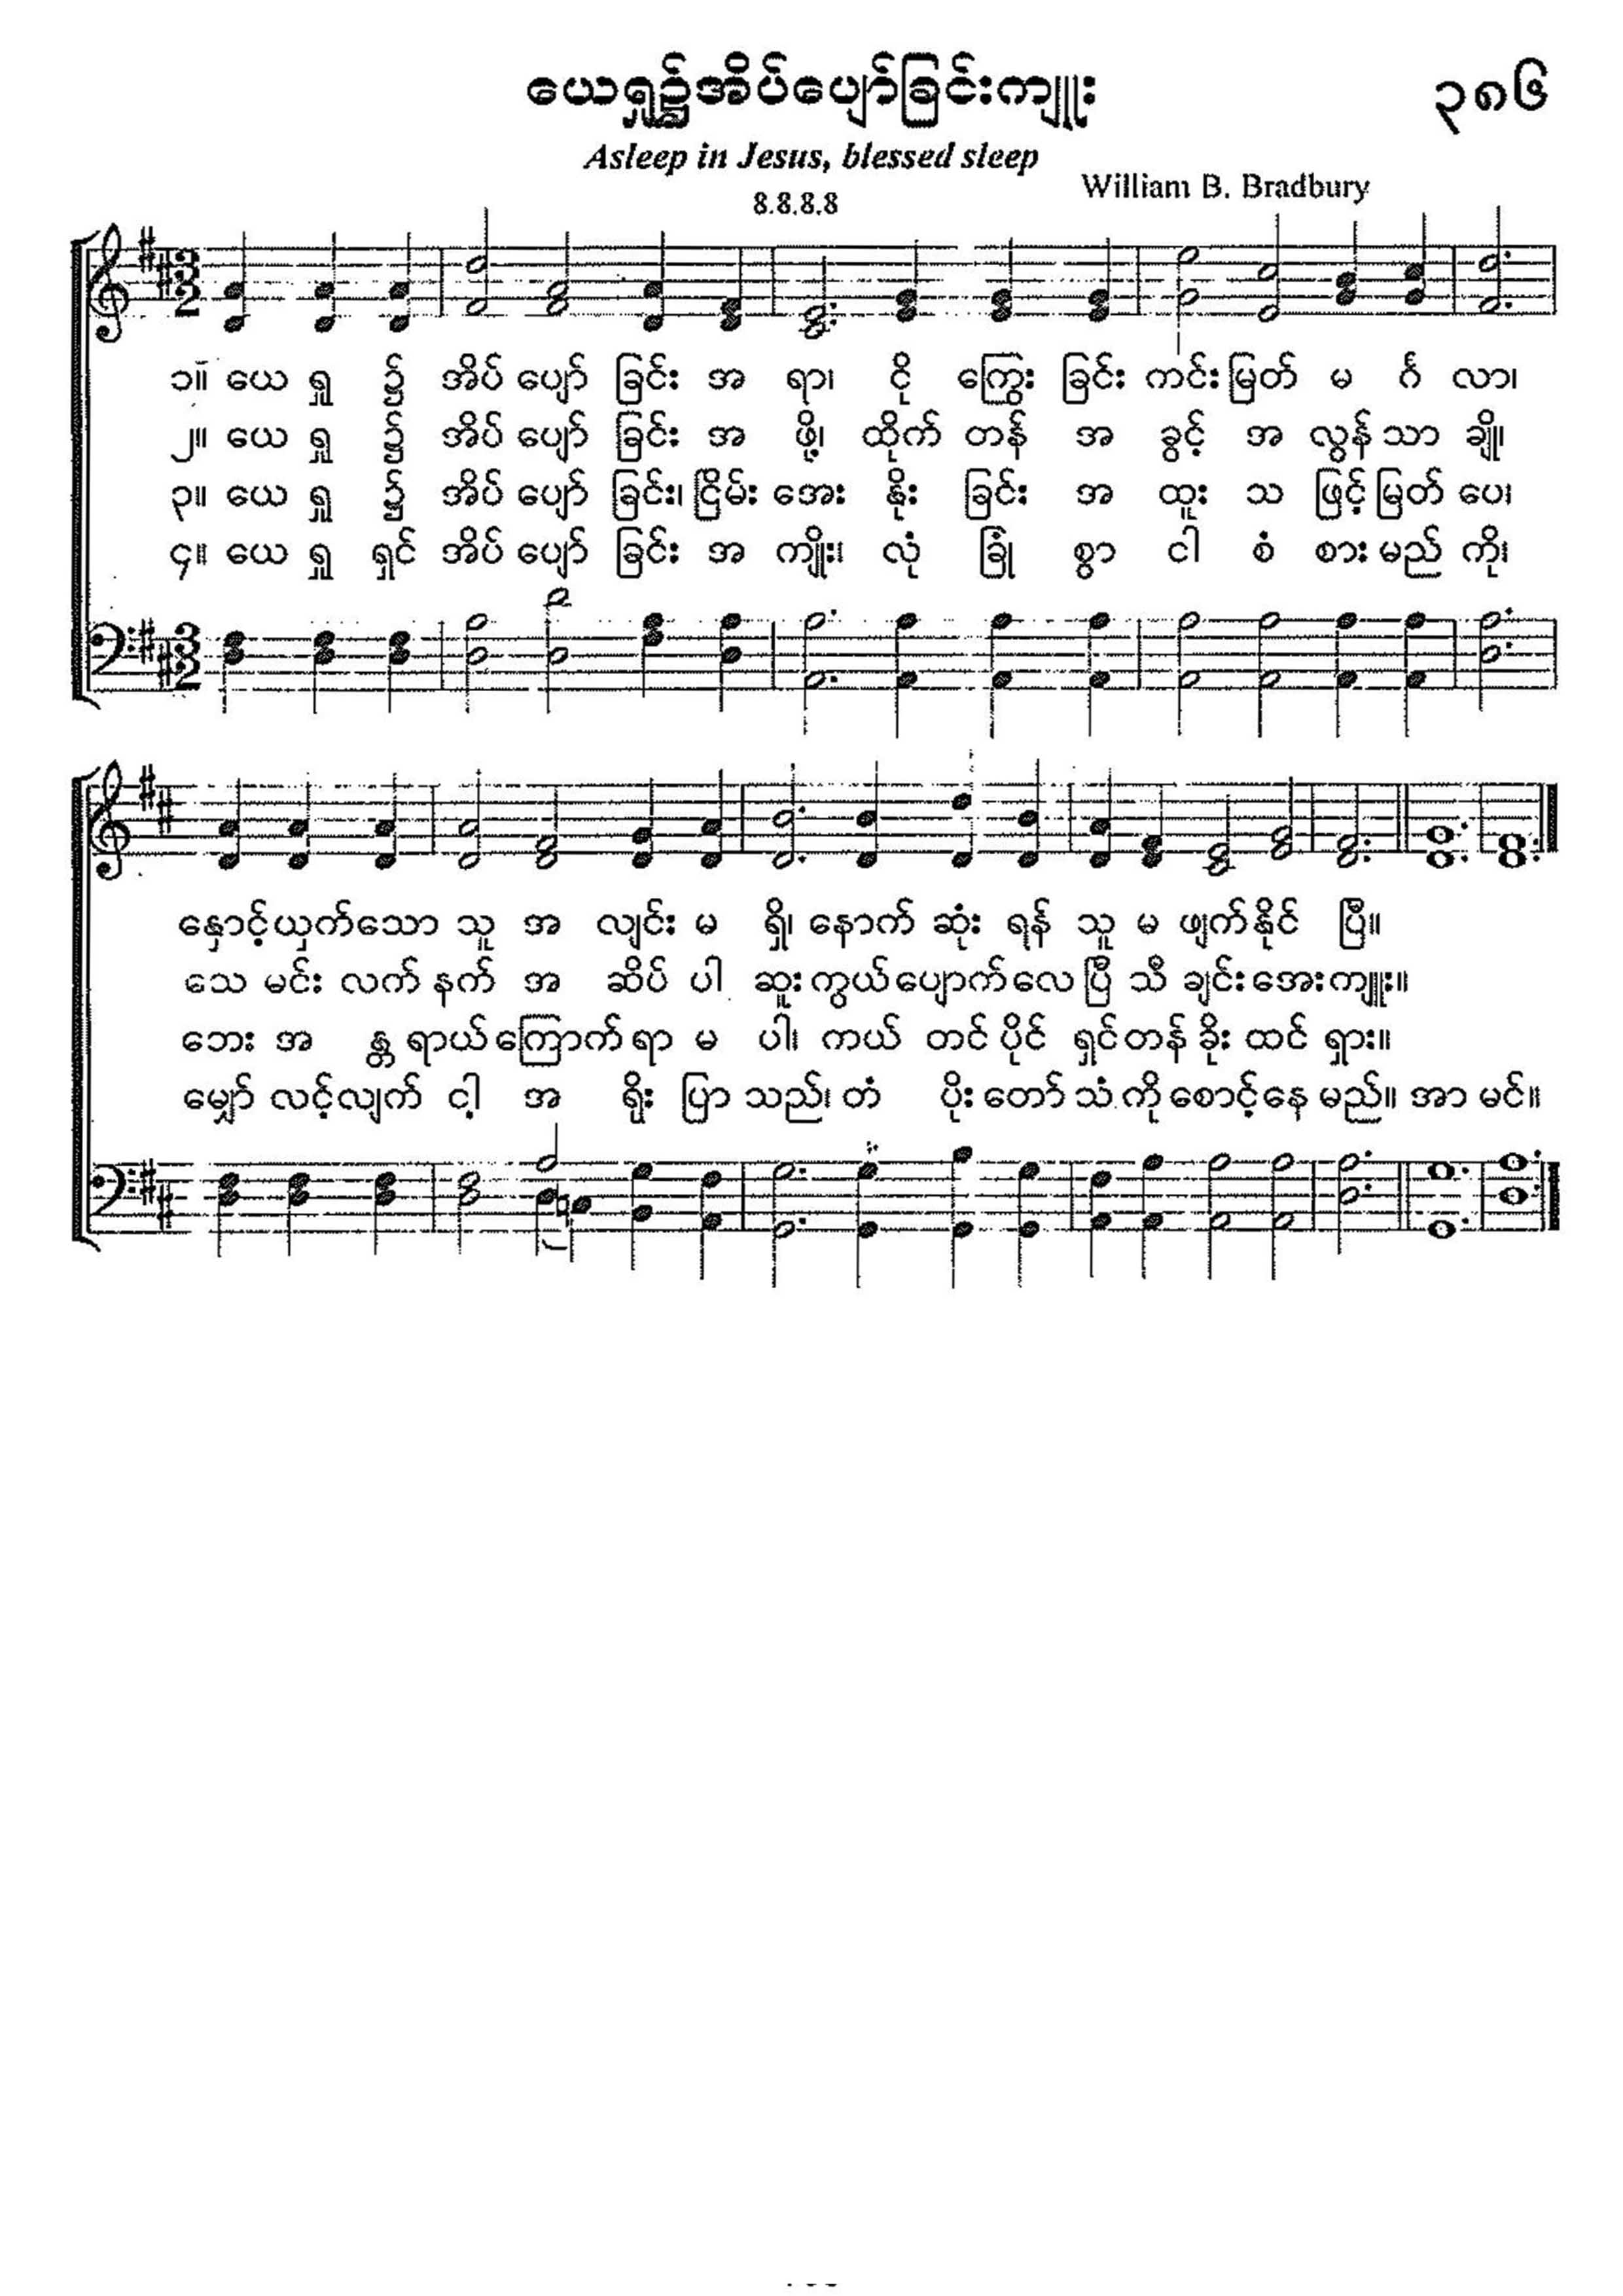 ယေရှု၌အိပ်ပျော်ခြင်းကျူး
၃၈၆
Asleep in Jesus, blessed sleep
8.8.8.8
William B. Bradbury
၁။ ယေ ရှု ၌ အိပ် ပျော် ခြင်း အ ရာ၊ ငို ကြွေး ခြင်း ကင်း မြတ် မ င်္ဂ လာ၊
၂။ ယေ ရှု ၌ အိပ် ပျော် ခြင်း အ ဖို့၊ ထိုက် တန် အ ခွင့် အ လွန် သာ ချို၊
၃။ ယေ ရှု ၌ အိပ် ပျော် ခြင်း၊ ငြိမ်း အေး နိုး ခြင်း အ ထူး သ ဖြင့် မြတ် ပေ၊
၄။ ယေ ရှု ရှင် အိပ် ပျော် ခြင်း အ ကျိုး၊ လုံ ခြုံ စွာ ငါ စံ စား မည် ကို၊
နှောင့် ယှက် သော သူ အ လျင်း မ ရှိ၊ နောက် ဆုံး ရန် သူ မ ဖျက် နိုင် ပြီ။
သေ မင်း လက် နက် အ ဆိပ် ပါ ဆူး ကွယ် ပျောက် လေ ပြီ သီ ချင်း အေး ကျူး။
ဘေး အ န္တ ရာယ် ကြောက် ရာ မ ပါ၊ ကယ် တင် ပိုင် ရှင် တန် ခိုး ထင် ရှား။
မျှော် လင့် လျက် ငါ့ အ ရိုး ပြာ သည်၊ တံ ပိုး တော် သံ ကို စောင့် နေ မည်။ အာ မင်။